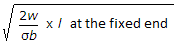 √(2w/σb) x l at the fixed end